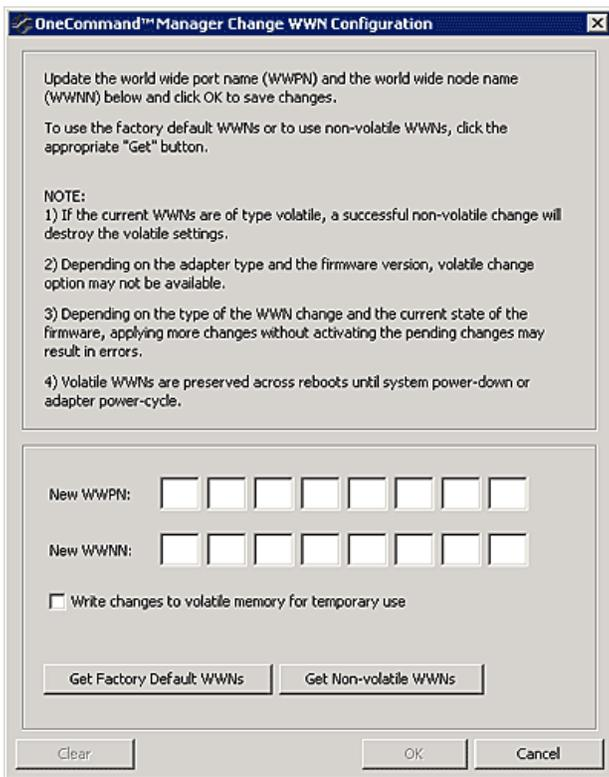 OneCommand™ Manager Change WWN Configuration
Update the world wide port name (WWPN) and the world wide node name
(WWNN) below and click OK to save changes.
To use the factory default WWNs or to use non-volatile WWNs, click the
appropriate "Get" button.
NOTE:
1) If the current WWNs are of type volatile, a successful non-volatile change will
destroy the volatile settings.
2) Depending on the adapter type and the firmware version, volatile change
option may not be available.
3) Depending on the type of the WWN change and the current state of the
firmware, applying more changes without activating the pending changes may
result in errors.
4) Volatile WWNs are preserved across reboots until system power-down or
adapter power-cycle.
New WWPN:
New WWNN:
Write changes to volatile memory for temporary use
Get Factory Default WWNs Get Non-volatile WWNs
Clear OK Cancel